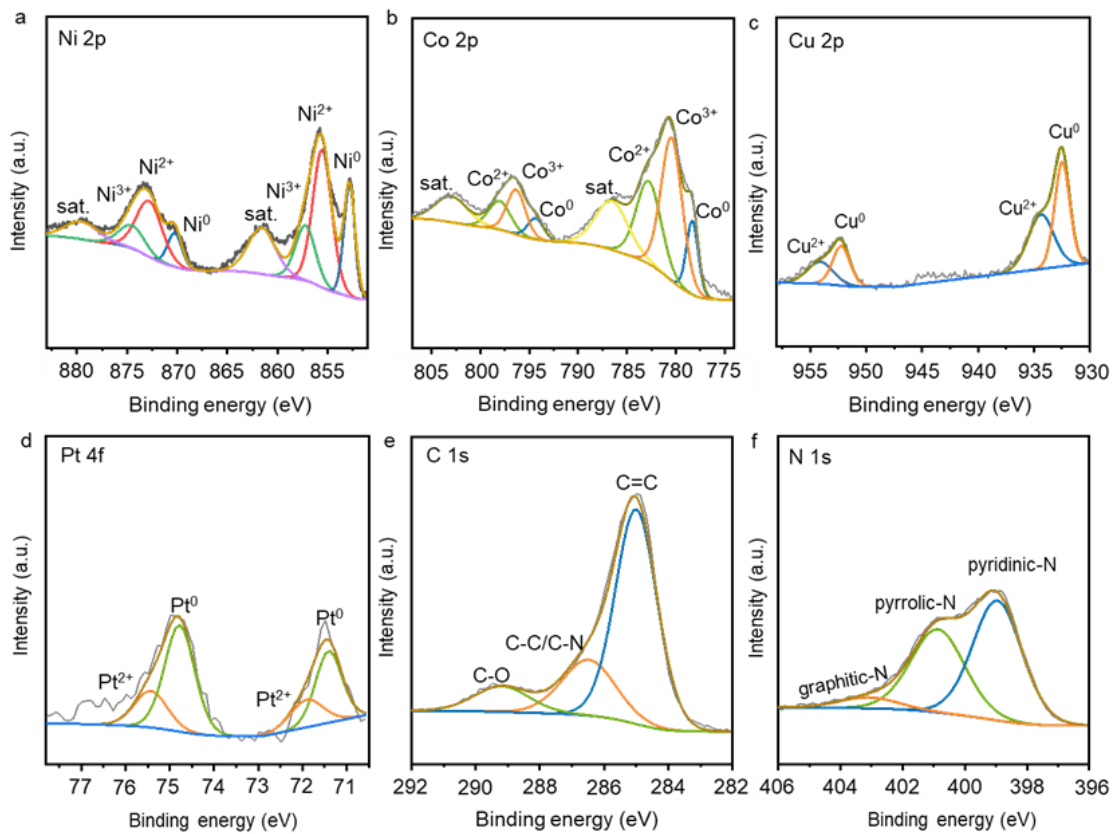 a
Ni 2p
Intensity (a.u.)
sat.
Ni³⁺
Ni²⁺
Ni⁰
sat.
Ni³⁺
Ni²⁺
Ni⁰
880 875 870 865 860 855
Binding energy (eV)
b
Co 2p
Intensity (a.u.)
sat.
Co²⁺
Co³⁺
Co⁰
sat.
Co²⁺
Co³⁺
Co⁰
805 800 795 790 785 780 775
Binding energy (eV)
c
Cu 2p
Intensity (a.u.)
Cu²⁺
Cu⁰
Cu²⁺
Cu⁰
955 950 945 940 935 930
Binding energy (eV)
d
Pt 4f
Intensity (a.u.)
Pt²⁺
Pt⁰
Pt²⁺
Pt⁰
77 76 75 74 73 72 71
Binding energy (eV)
e
C 1s
Intensity (a.u.)
C-O
C-C/C-N
C=C
292 290 288 286 284 282
Binding energy (eV)
f
N 1s
Intensity (a.u.)
graphitic-N
pyrrolic-N
pyridinic-N
406 404 402 400 398 396
Binding energy (eV)